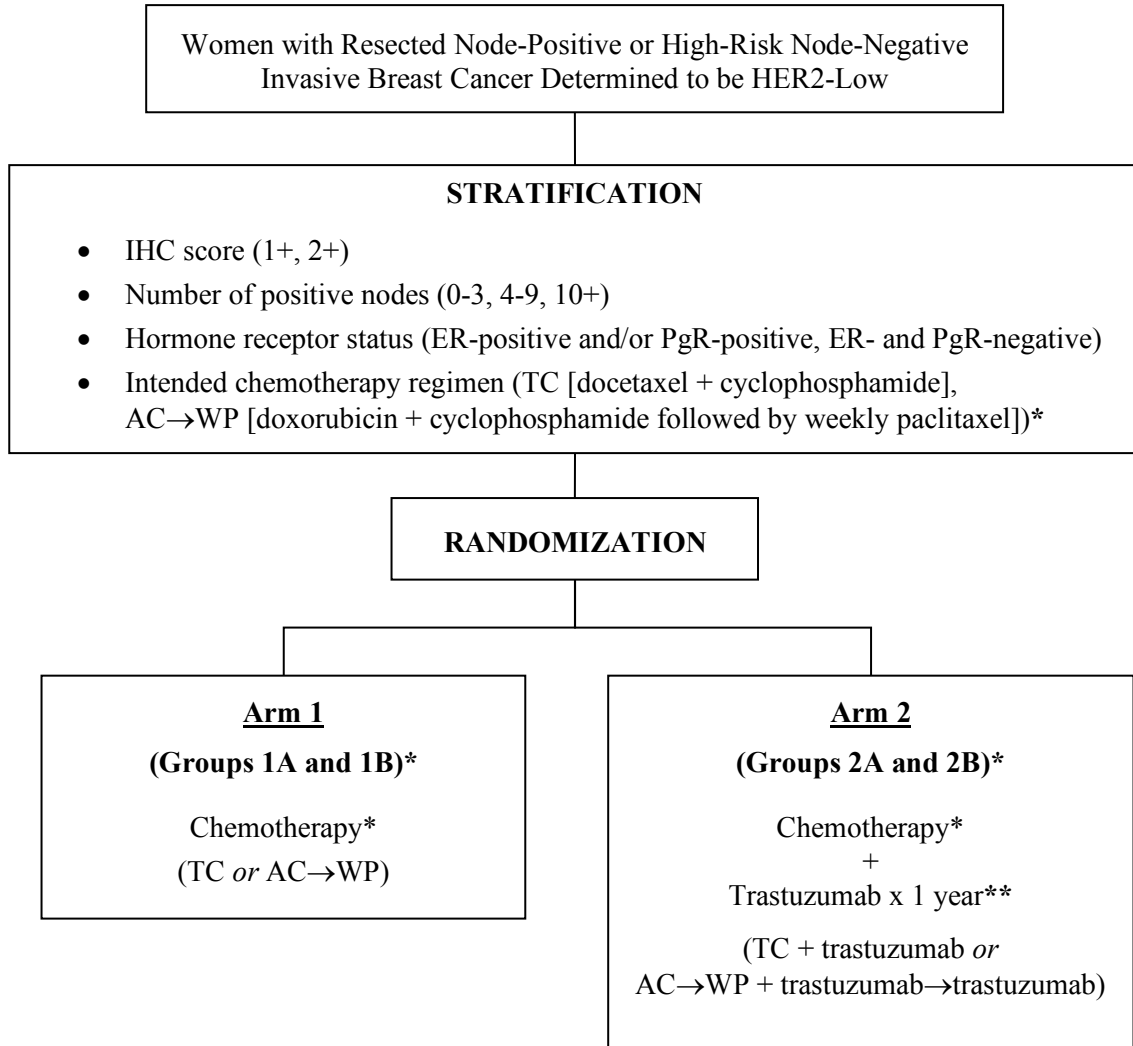 Women with Resected Node-Positive or High-Risk Node-Negative
Invasive Breast Cancer Determined to be HER2-Low
STRATIFICATION
• IHC score (1+, 2+)
• Number of positive nodes (0-3, 4-9, 10+)
• Hormone receptor status (ER-positive and/or PgR-positive, ER- and PgR-negative)
• Intended chemotherapy regimen (TC [docetaxel + cyclophosphamide],
AC→WP [doxorubicin + cyclophosphamide followed by weekly paclitaxel])*
RANDOMIZATION
Arm 1
(Groups 1A and 1B)*
Chemotherapy*
(TC or AC→WP)
Arm 2
(Groups 2A and 2B)*
Chemotherapy*
+
Trastuzumab x 1 year**
(TC + trastuzumab or
AC→WP + trastuzumab→trastuzumab)